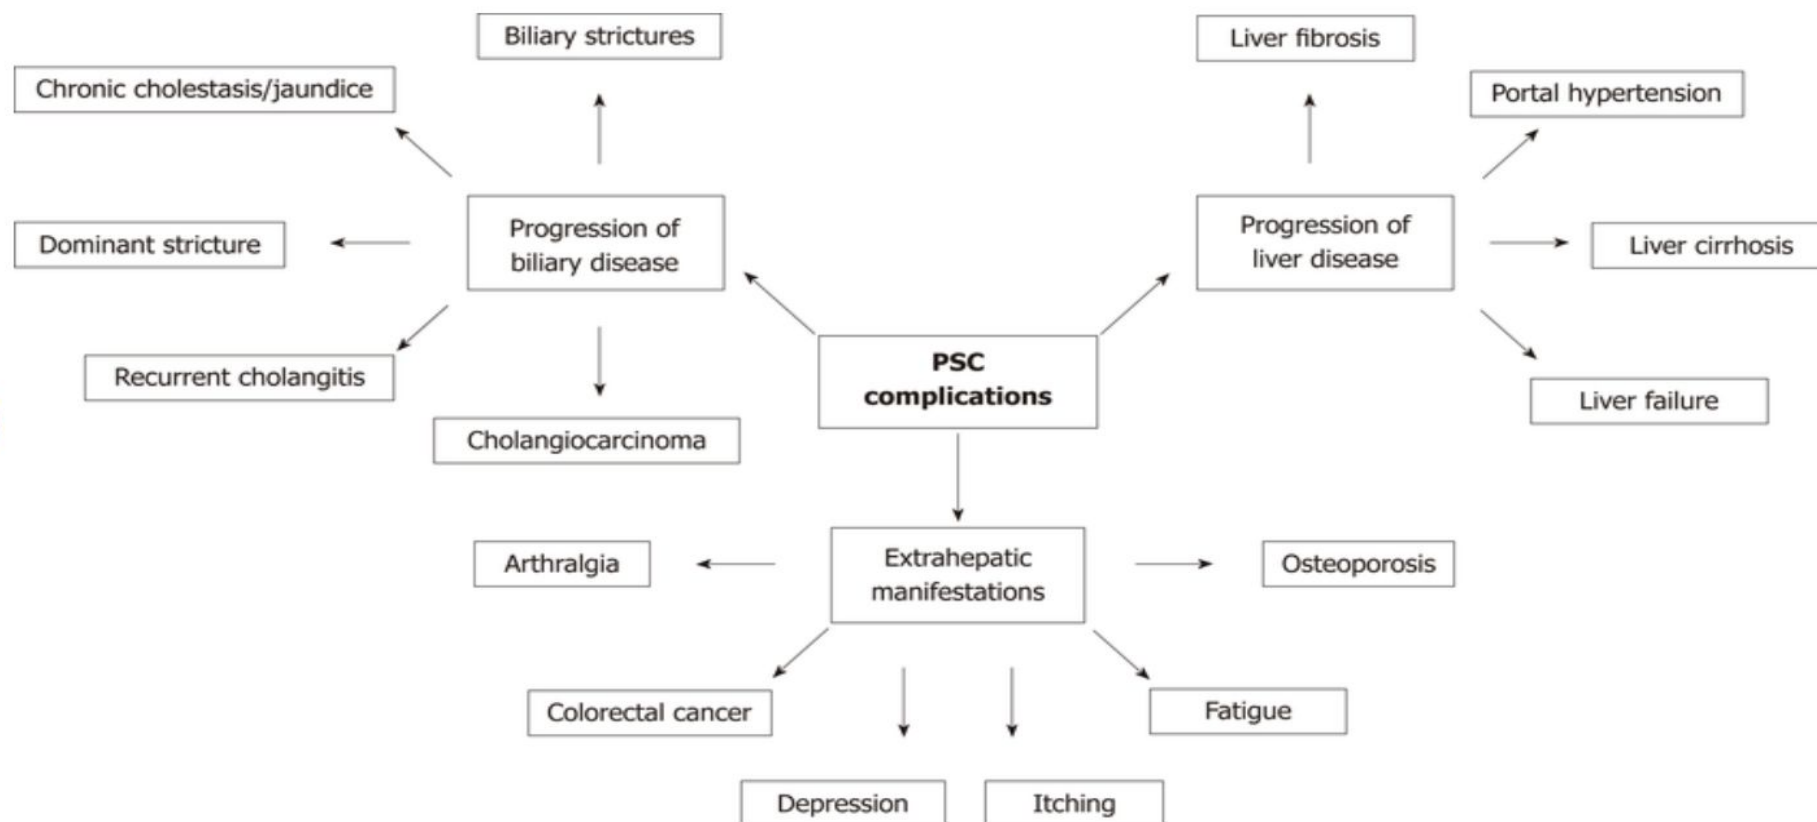 Biliary strictures
Liver fibrosis
Chronic cholestasis/jaundice
Portal hypertension
Progression of
biliary disease
Progression of
liver disease
Dominant stricture
Liver cirrhosis
PSC
complications
Recurrent cholangitis
Liver failure
Cholangiocarcinoma
Extrahepatic
manifestations
Arthralgia
Osteoporosis
Colorectal cancer
Fatigue
Depression
Itching